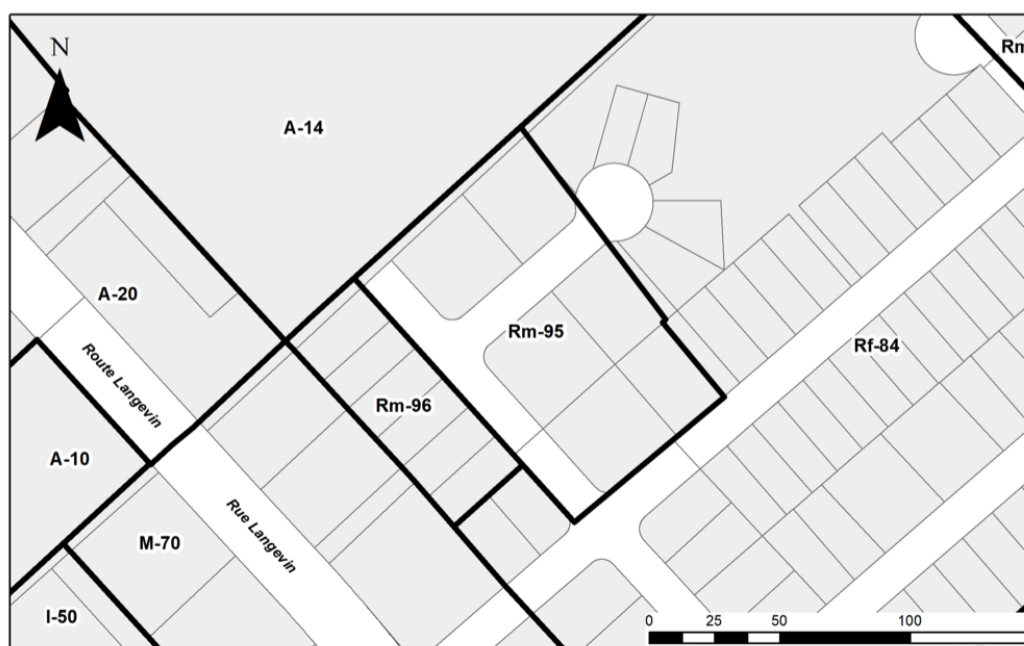 N
Rm
A-14
A-20
Rm-95
Rf-84
Route Langevin
Rm-96
A-10
Rue Langevin
M-70
I-50
0 25 50 100